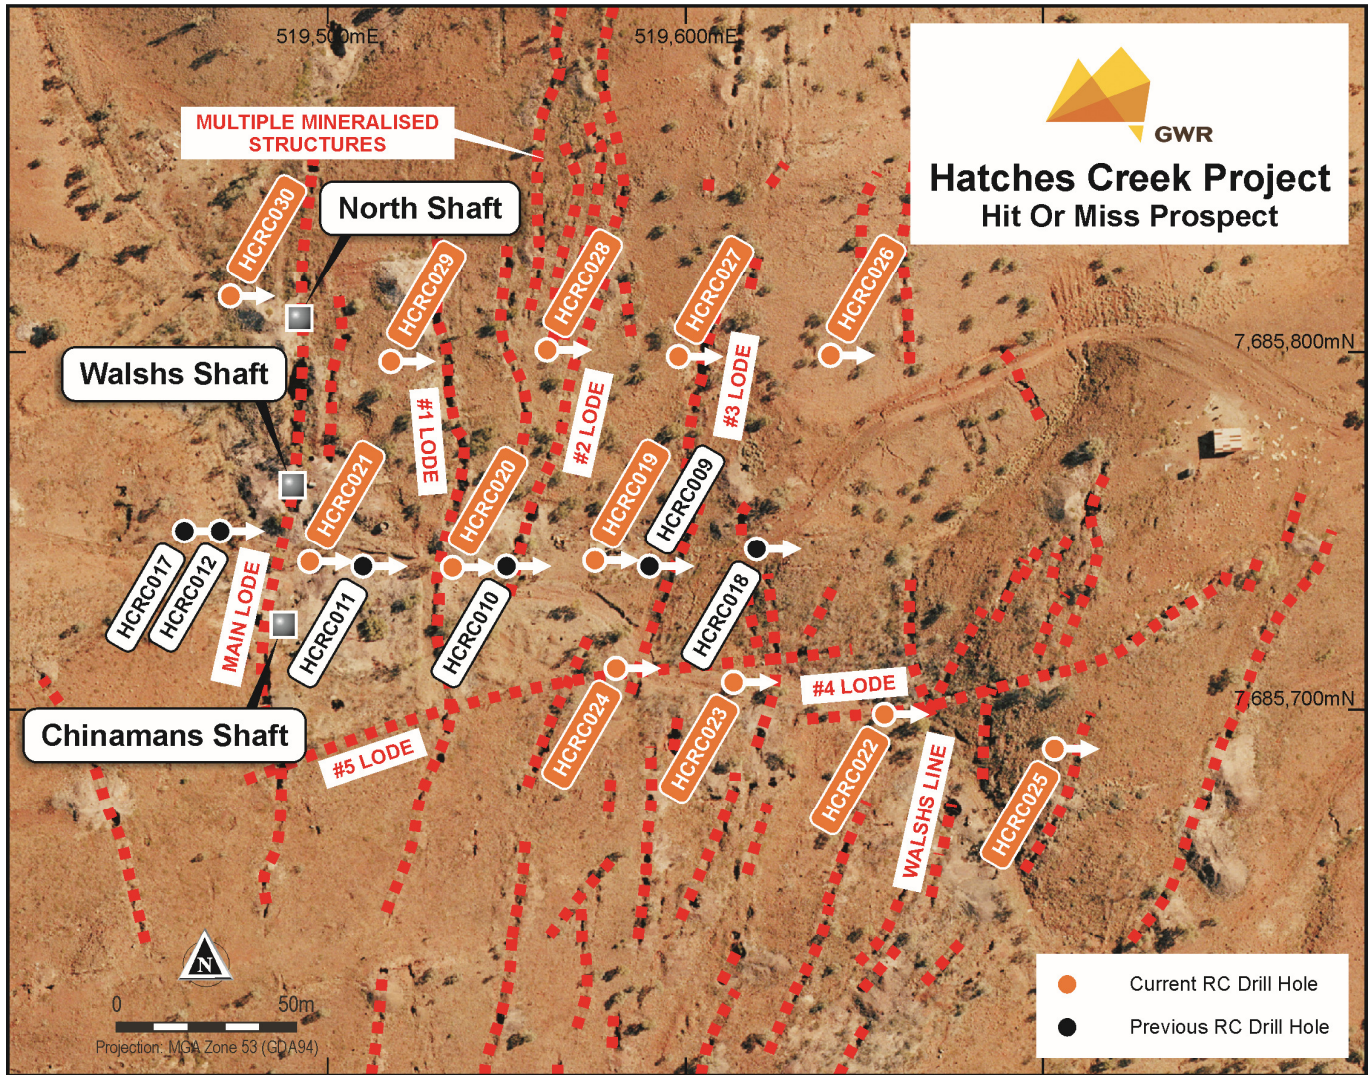 519,500mE
519,600mE
GWR
Hatches Creek Project
Hit Or Miss Prospect
MULTIPLE MINERALISED
STRUCTURES
HCRC030
North Shaft
HCRC029
HCRC028
HCRC027
HCRC026
7,685,800mN
Walshs Shaft
#1 LODE
#2 LODE
#3 LODE
HCRC021
HCRC020
HCRC019
HCRC009
HCRC017
HCRC012
MAIN LODE
HCRC011
HCRC010
HCRC018
#4 LODE
7,685,700mN
Chinamans Shaft
#5 LODE
HCRC024
HCRC023
HCRC022
WALSHS LINE
HCRC025
N
0 50m
Projection: MGA Zone 53 (GDA94)
Current RC Drill Hole
Previous RC Drill Hole